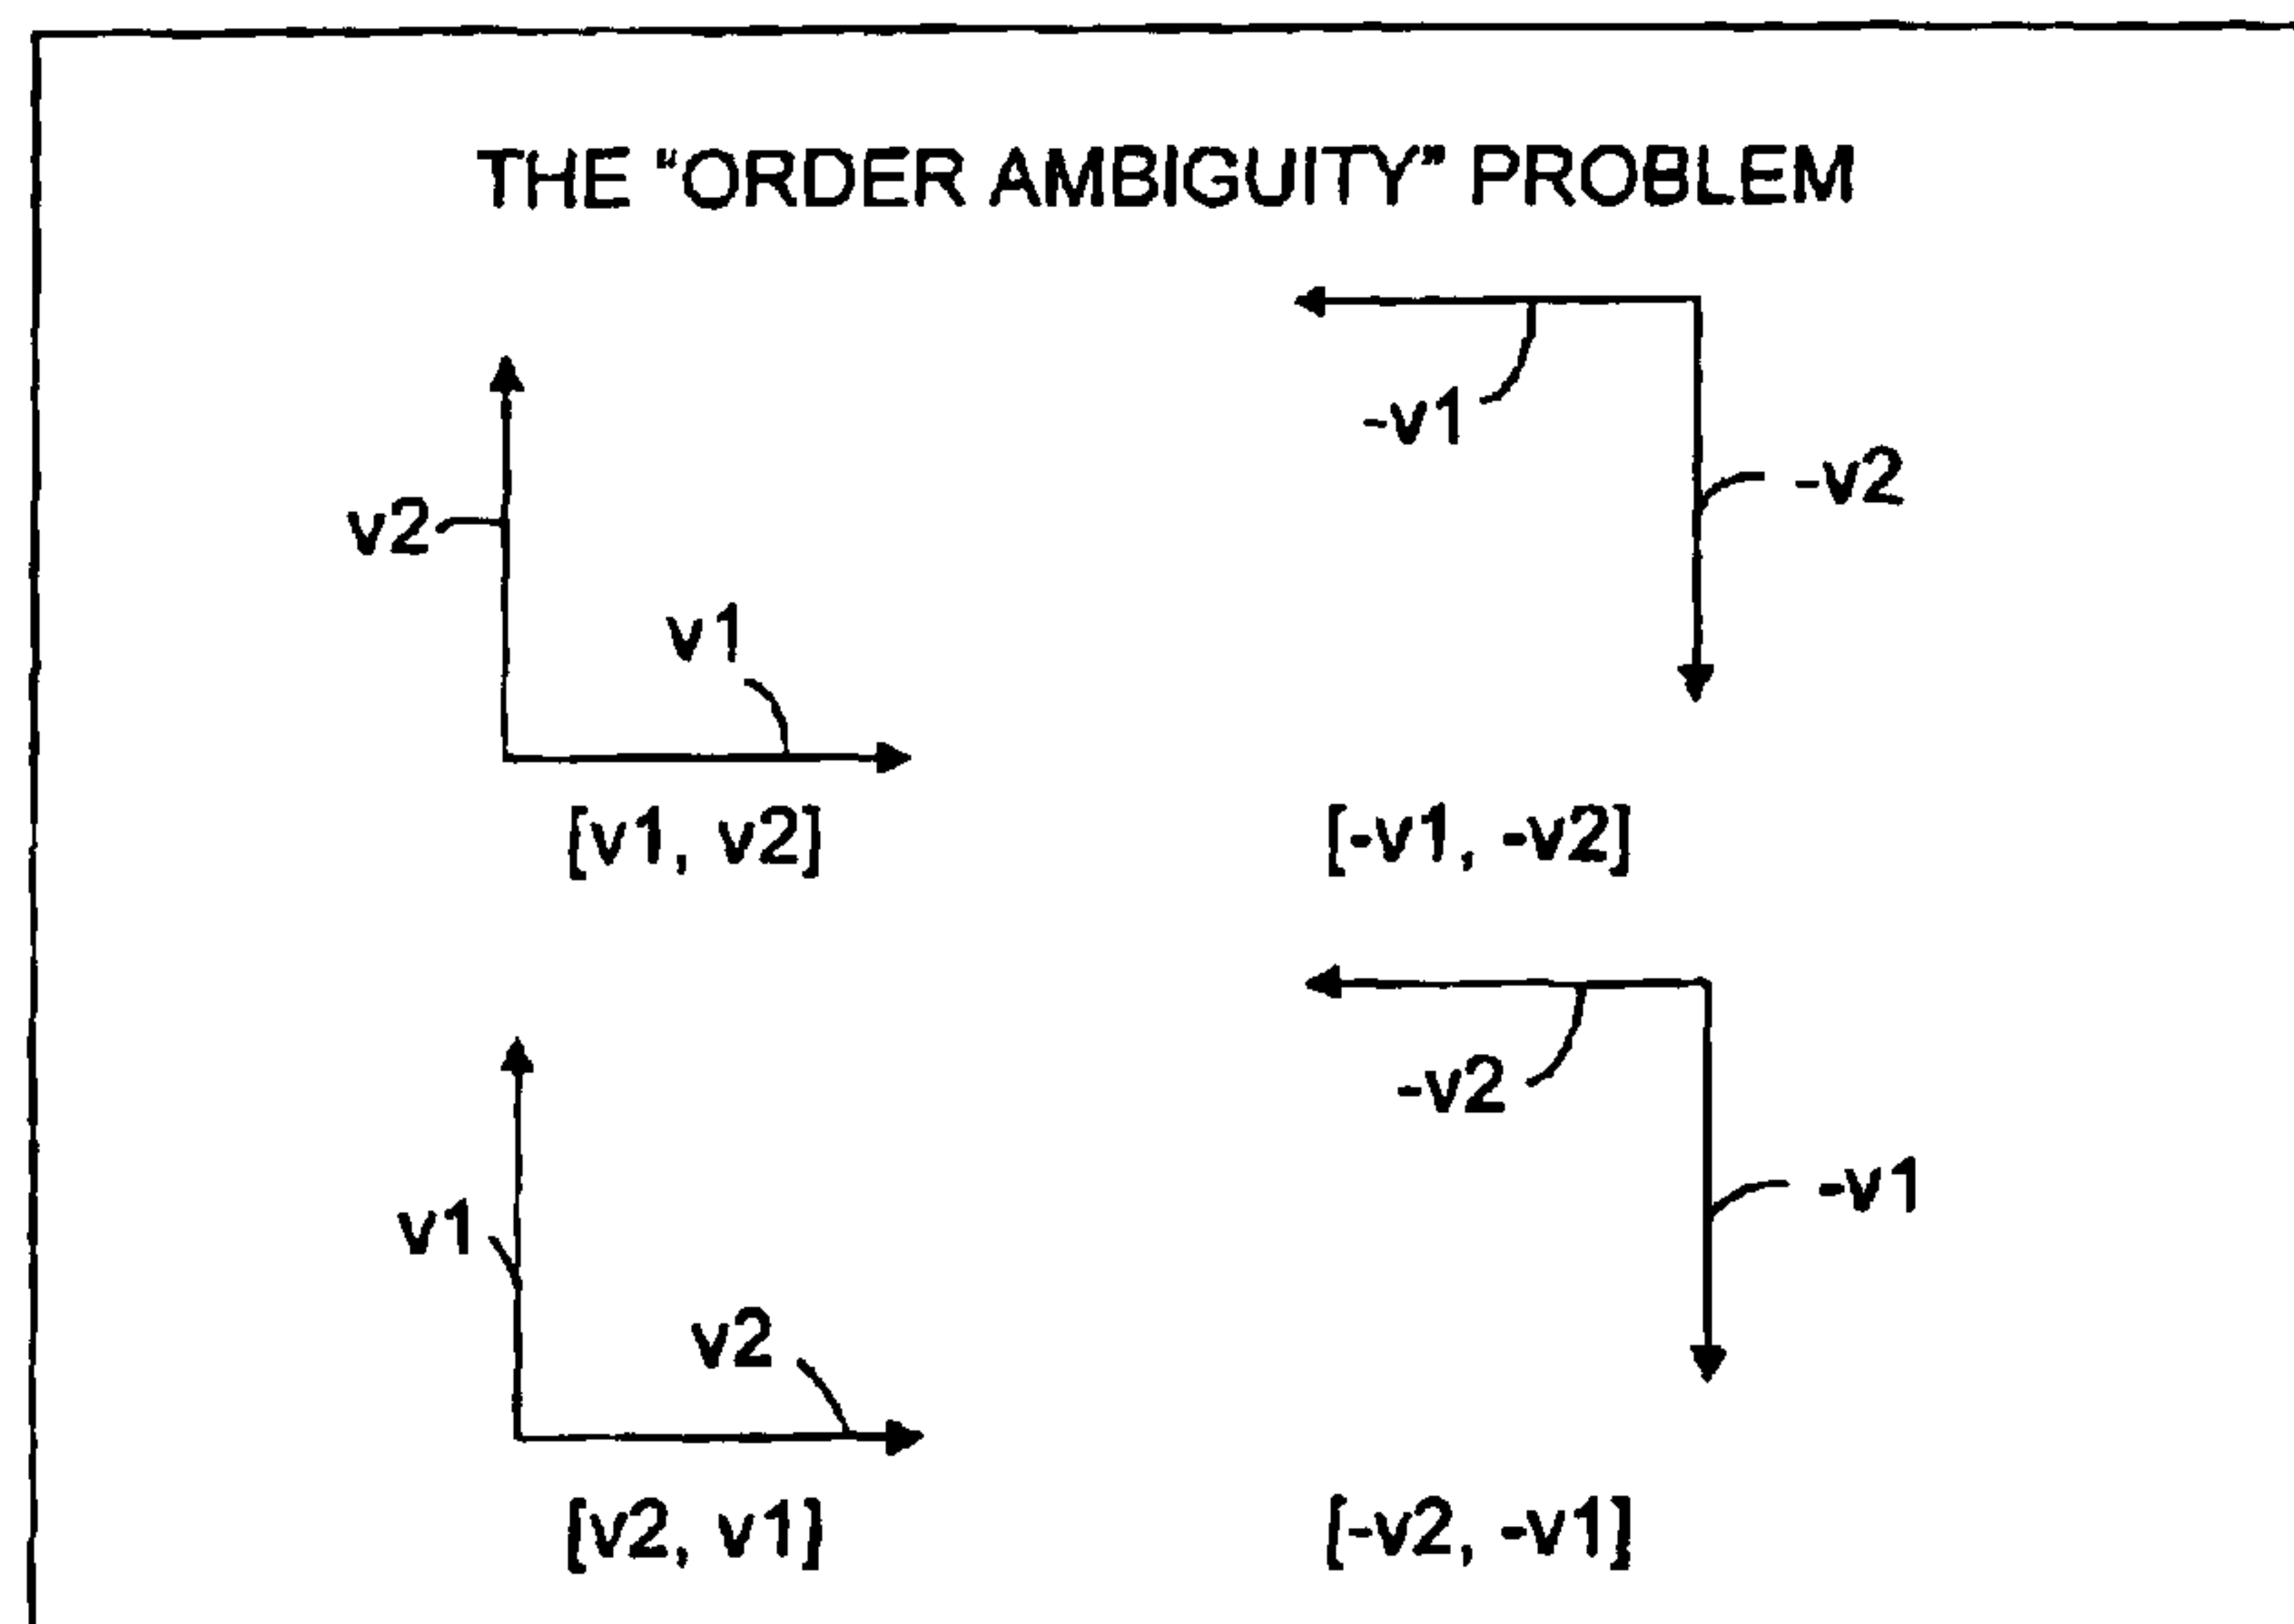 THE “ORDER AMBIGUITY” PROBLEM
-v1
-v2
v2
v1
[v1, v2]
[-v1, -v2]
-v2
-v1
v1
v2
[v2, v1]
[-v2, -v1]